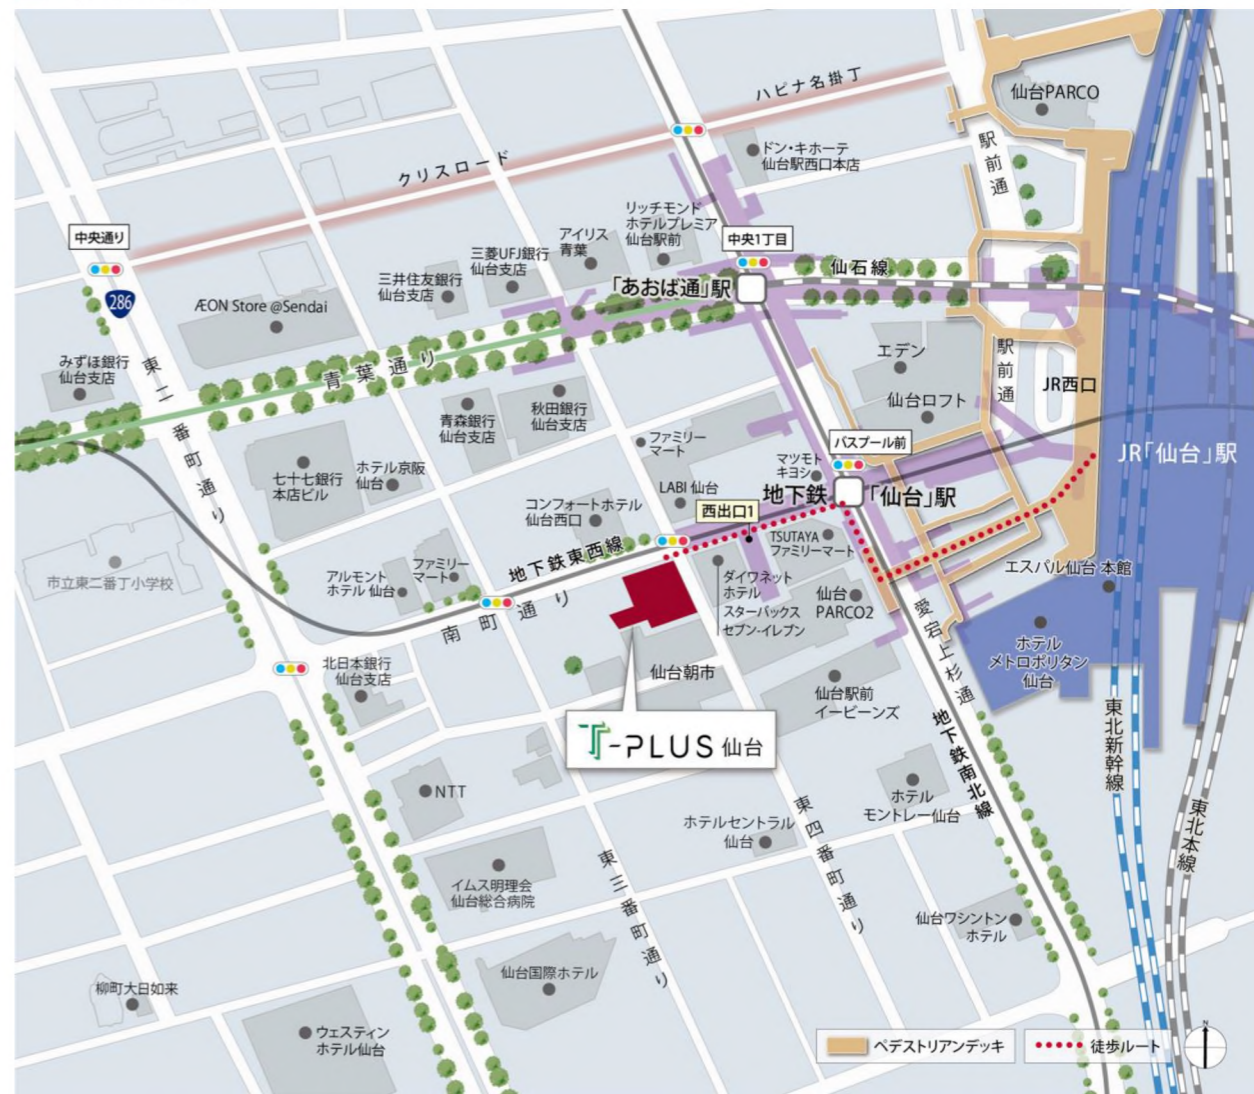 仙台PARCO
ハピナ名掛丁
駅前通
ドン・キホーテ
仙台駅西口本店
クリスロード
リッチモンド
ホテルプレミア
仙台駅前
アイリス
青葉
三菱UFJ銀行
仙台支店
三井住友銀行
仙台支店
中央通り
中央1丁目
仙石線
「あおば通」駅
286
ÆON Store @Sendai
みずほ銀行
仙台支店
東二番町通り
青葉通り
エデン
駅前通
JR西口
仙台ロフト
青森銀行
仙台支店
秋田銀行
仙台支店
ファミリー
マート
バスプール前
JR「仙台」駅
七十七銀行
本店ビル
ホテル京阪
仙台
マツモト
キヨシ
LABI 仙台
地下鉄
「仙台」駅
コンフォートホテル
仙台西口
西出口1
TSUTAYA
ファミリーマート
地下鉄東西線
市立東二番丁小学校
アルモント
ホテル 仙台
ファミリー
マート
南町通り
ダイワネット
ホテル
スターバックス
セブン-イレブン
仙台
PARCO2
エスパル仙台 本館
愛宕上杉通
ホテル
メトロポリタン
仙台
北日本銀行
仙台支店
仙台朝市
仙台駅前
イービーンズ
T-PLUS 仙台
地下鉄南北線
東北新幹線
東北本線
NTT
ホテル
モントレー仙台
ホテルセントラル
仙台
東四番町通り
東三番町通り
イムス明理会
仙台総合病院
仙台ワシントン
ホテル
仙台国際ホテル
柳町大日如来
ウェスティン
ホテル仙台
ペデストリアンデッキ
徒歩ルート
N